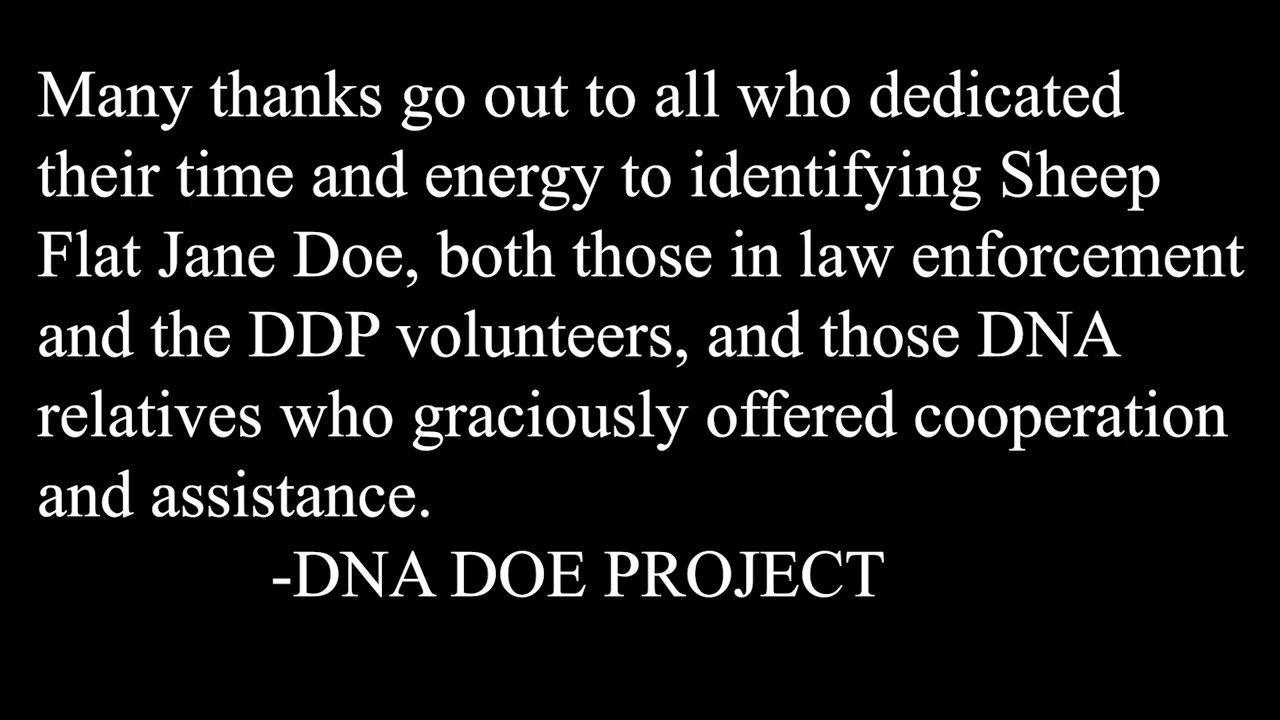 Many thanks go out to all who dedicated
their time and energy to identifying Sheep
Flat Jane Doe, both those in law enforcement
and the DDP volunteers, and those DNA
relatives who graciously offered cooperation
and assistance.
-DNA DOE PROJECT